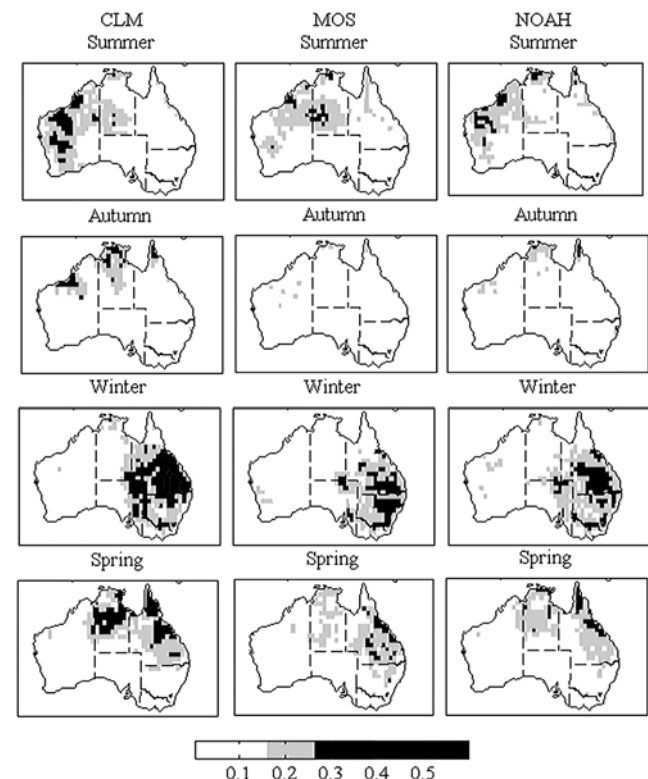 CLM MOS NOAH
Summer Summer Summer
Autumn Autumn Autumn
Winter Winter Winter
Spring Spring Spring
0.1 0.2 0.3 0.4 0.5